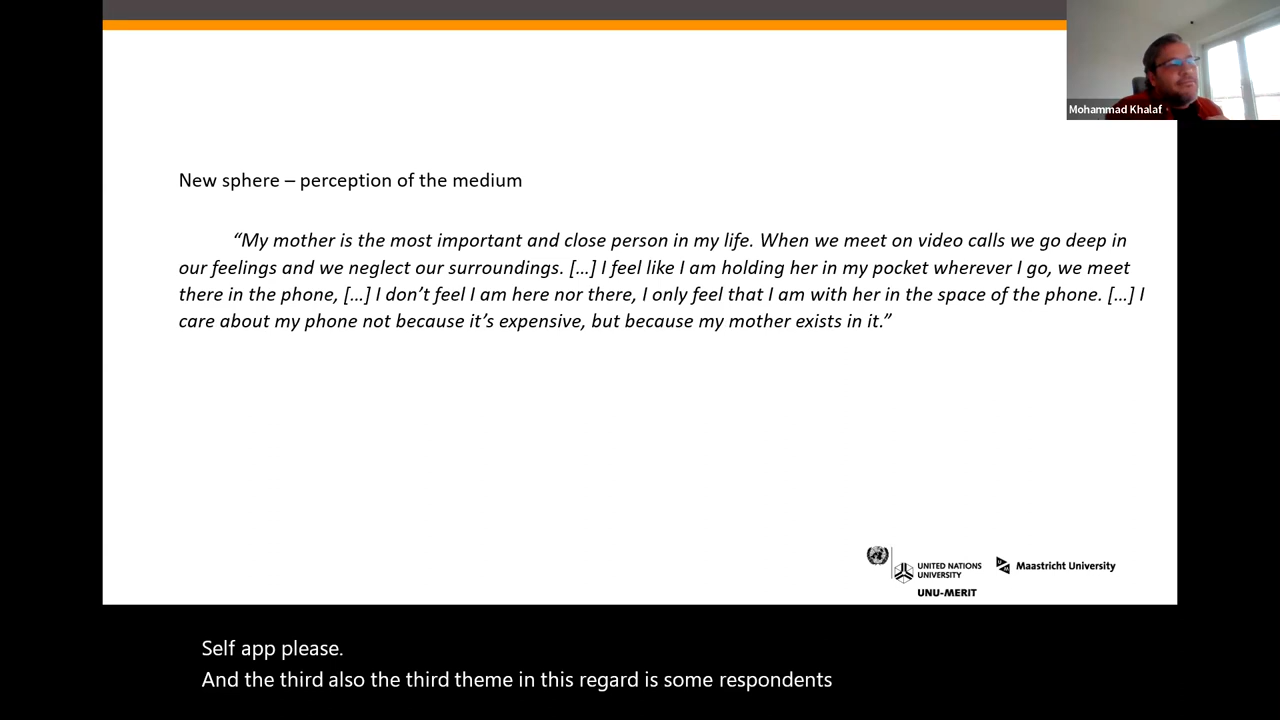 Mohammad Khalaf
New sphere – perception of the medium
“My mother is the most important and close person in my life. When we meet on video calls we go deep in
our feelings and we neglect our surroundings. […] I feel like I am holding her in my pocket wherever I go, we meet
there in the phone, […] I don’t feel I am here nor there, I only feel that I am with her in the space of the phone. […] I
care about my phone not because it’s expensive, but because my mother exists in it.”
UNITED NATIONS
UNIVERSITY
UNU-MERIT
Maastricht University
Self app please.
And the third also the third theme in this regard is some respondents